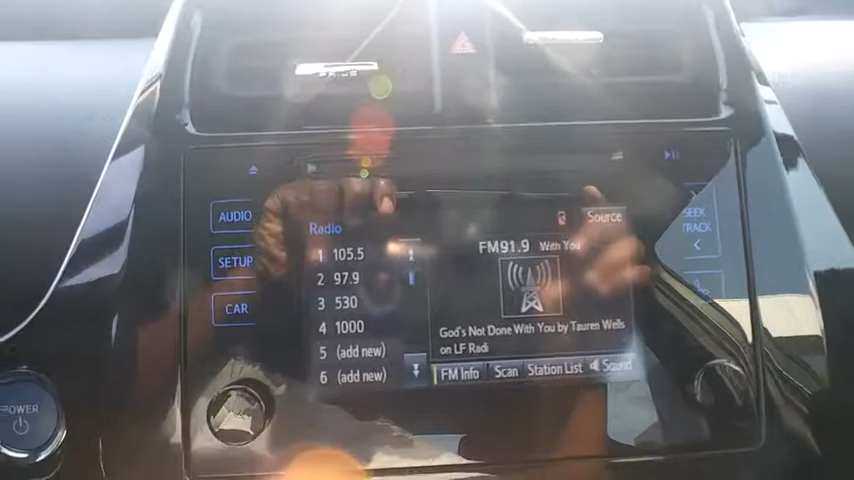 Radio
Source
AUDIO
SETUP
CAR
1 105.5
2 97.9
3 530
4 1000
5 (add new)
6 (add new)
FM91.9 With You
God's Not Done With You by Tauren Wells
on LF Radi
FM Info
Scan
Station List
Sound
SEEK
TRACK
POWER